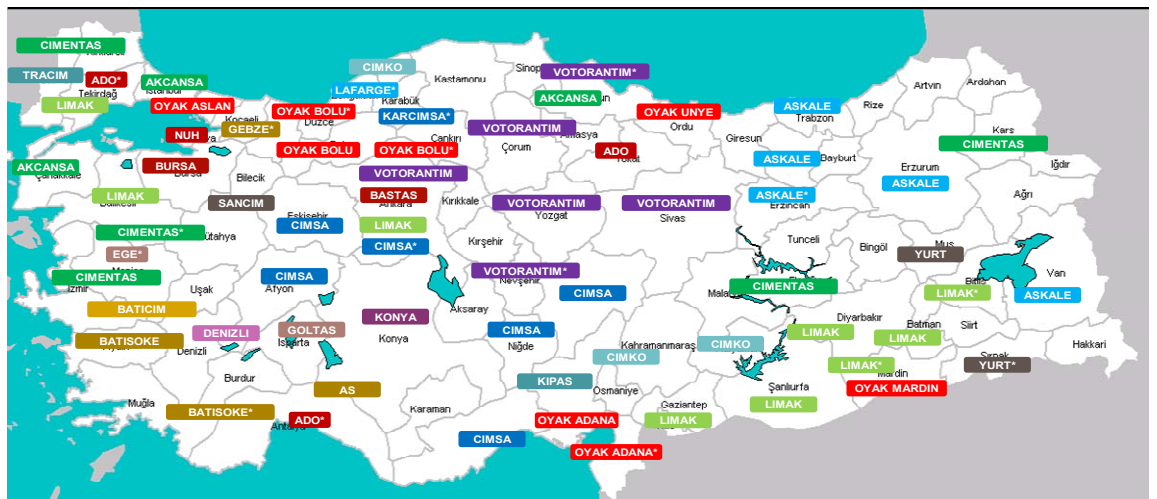 CIMENTAS
TRACIM
ADO*
Tekirdağ
AKCANSA
LIMAK
OYAK ASLAN
Kocaeli
GEBZE*
NUH
OYAK BOLU*
Düzce
OYAK BOLU
CIMKO
LAFARGE*
Karabük
KARCIMSA*
Çankırı
OYAK BOLU*
VOTORANTIM
Kastamonu
Sinop
VOTORANTIM*
AKCANSA
VOTORANTIM
Amasya
Çorum
ADO
Tokat
OYAK UNYE
Ordu
Giresun
ASKALE
Trabzon
Rize
Artvin
Ardahan
Kars
CIMENTAS
Iğdır
ASKALE
Bayburt
Erzurum
ASKALE
ASKALE*
Erzincan
Ağrı
AKCANSA
Çanakkale
BURSA
Bursa
Bilecik
LIMAK
Balıkesir
SANCIM
Eskişehir
CIMSA
BASTAS
Ankara
LIMAK
CIMSA*
Kırıkkale
Kırşehir
VOTORANTIM
Yozgat
VOTORANTIM
Sivas
Tunceli
Bingöl
Muş
YURT
Bitlis
Van
LIMAK*
ASKALE
CIMENTAS*
Kütahya
EGE*
Manisa
CIMENTAS
İzmir
Uşak
CIMSA
Afyon
VOTORANTIM*
Nevşehir
CIMSA
Aksaray
Malatya
CIMENTAS
BATICIM
DENIZLI
GOLTAS
Isparta
KONYA
Konya
CIMSA
Niğde
Kahramanmaraş
CIMKO
CIMKO
LIMAK
Diyarbakır
Batman
LIMAK
Siirt
Hakkari
BATISOKE
Aydın
Denizli
Burdur
AS
Karaman
KIPAS
Osmaniye
LIMAK*
Mardin
Şırnak
YURT*
OYAK MARDIN
Şanlıurfa
LIMAK
Gaziantep
LIMAK
Muğla
BATISOKE*
Antalya
ADO*
CIMSA
OYAK ADANA
OYAK ADANA*